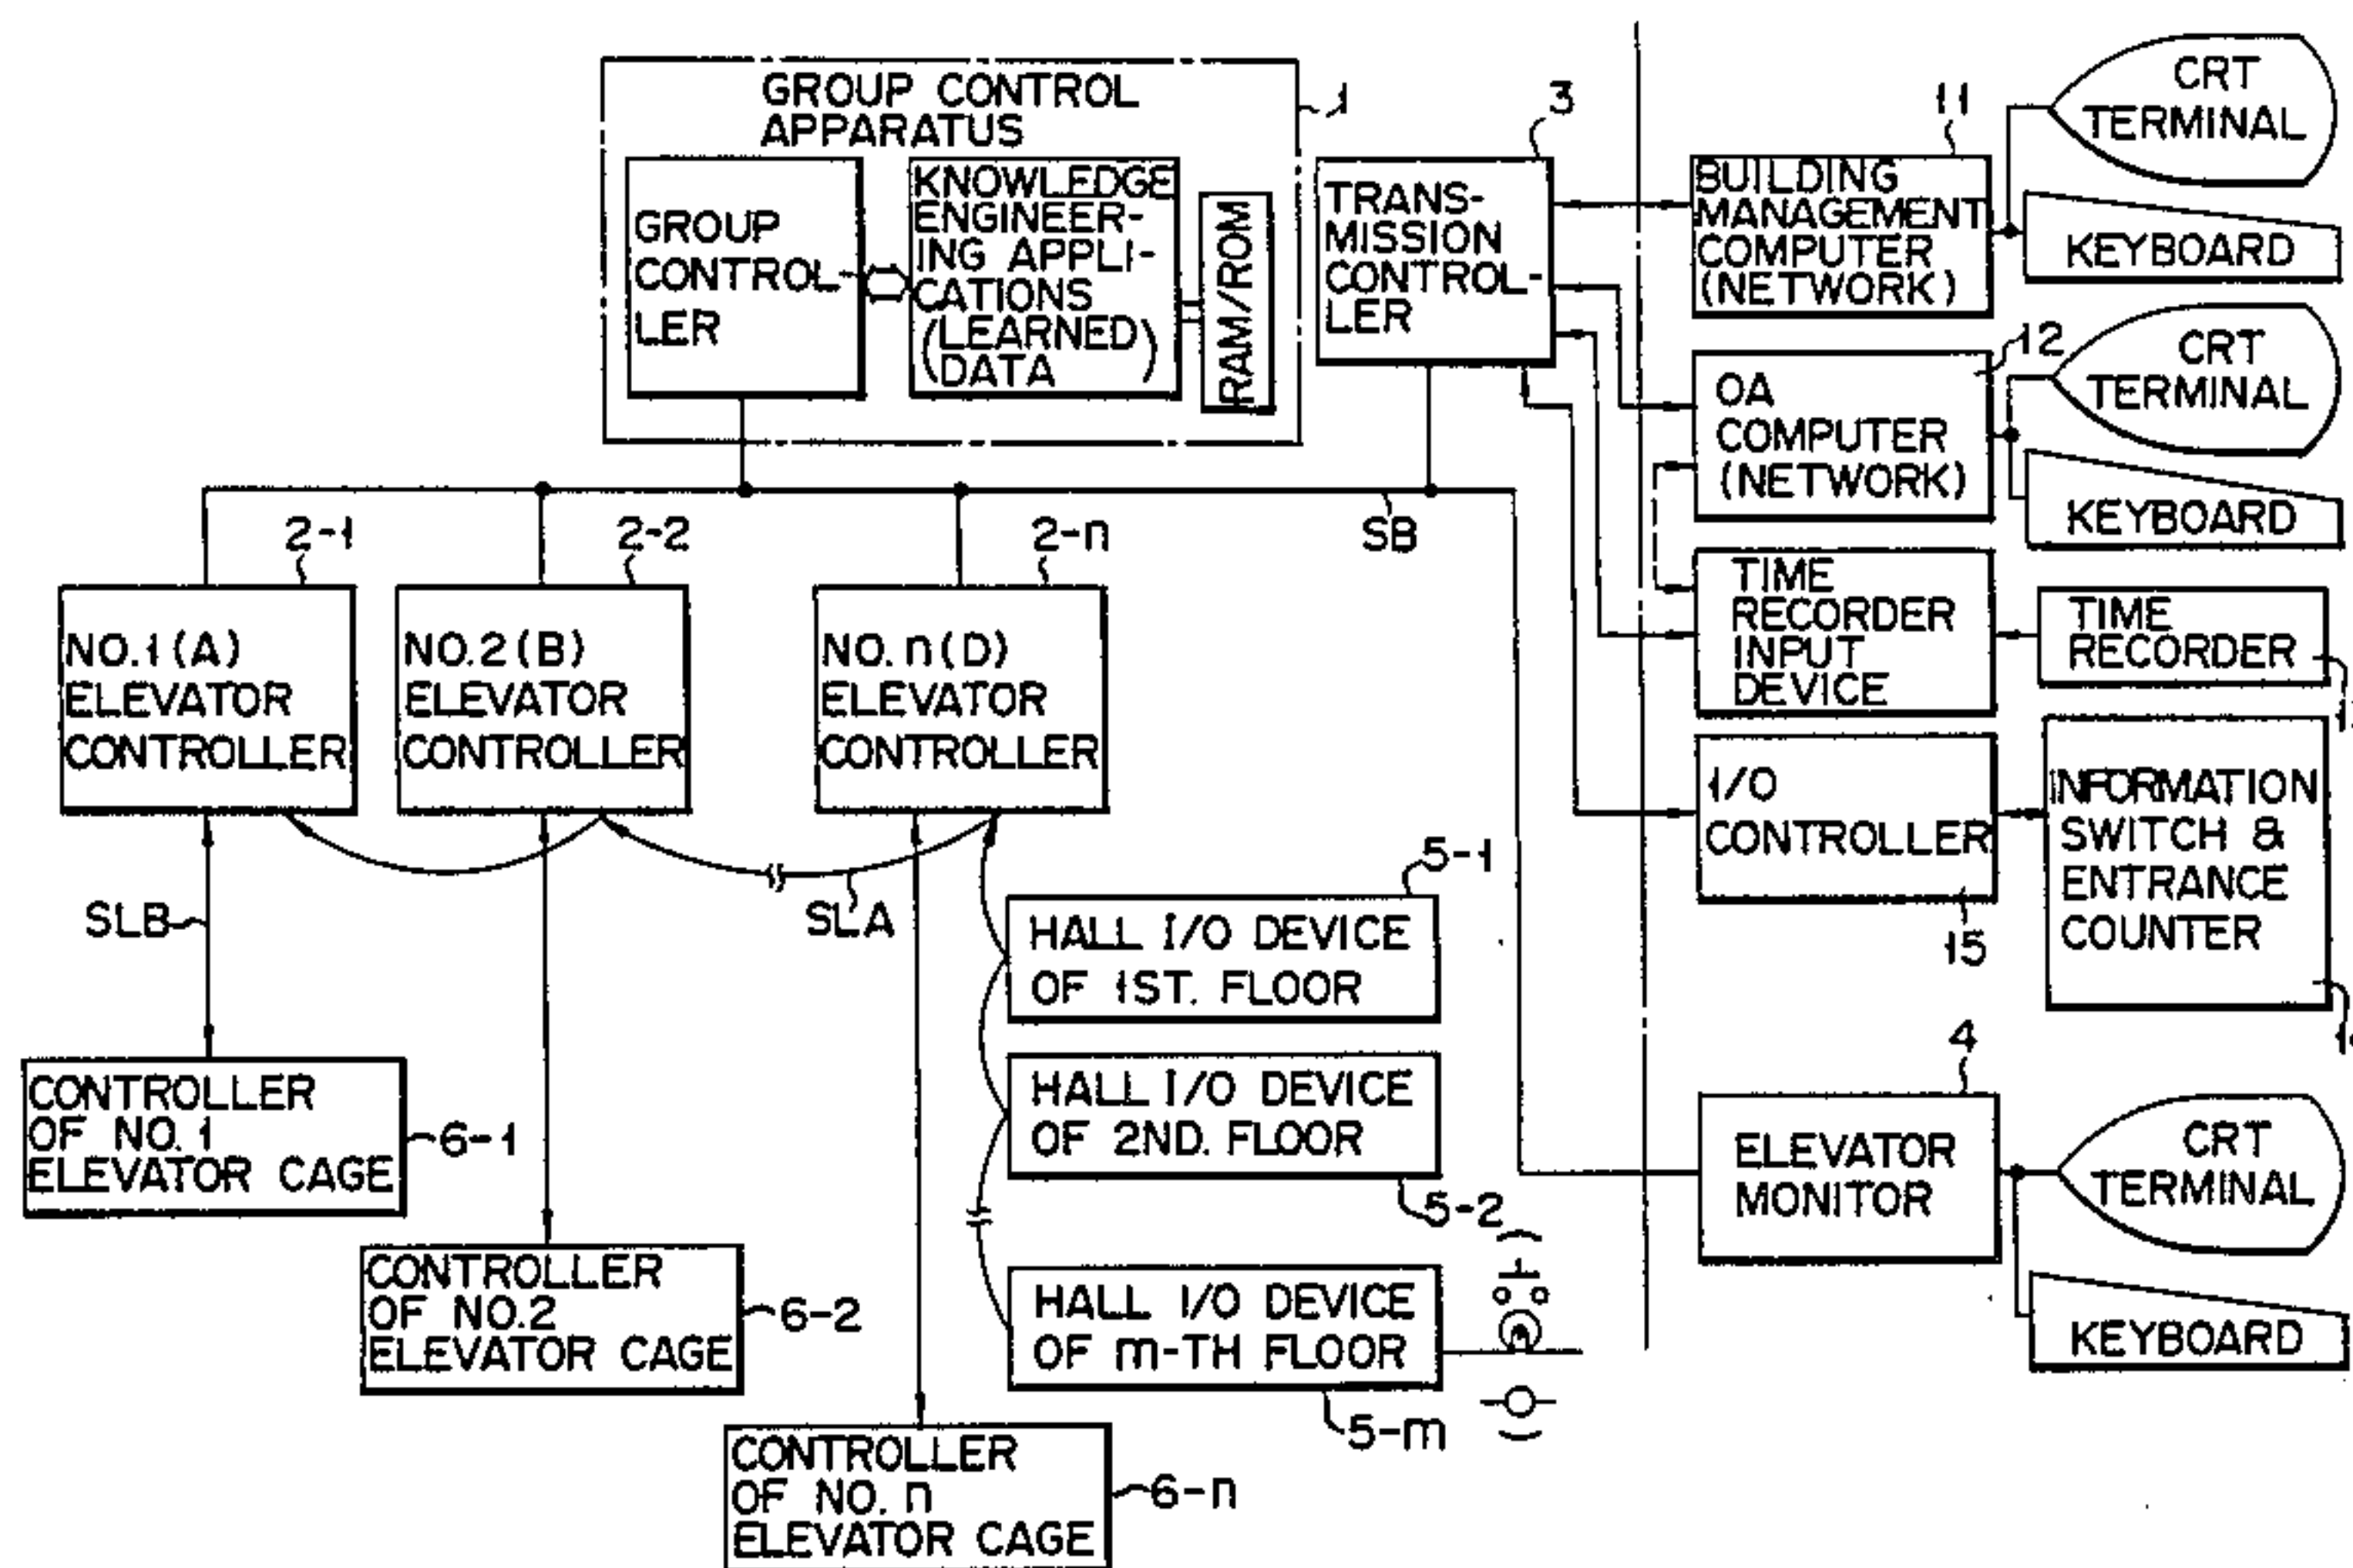 GROUP CONTROL
APPARATUS
1
GROUP
CONTROL-
LER
KNOWLEDGE
ENGINEER-
ING APPLI-
CATIONS
(LEARNED)
(DATA)
RAM/ROM
3
TRANS-
MISSION
CONTROL-
LER
11
BUILDING
MANAGEMENT
COMPUTER
(NETWORK)
CRT
TERMINAL
KEYBOARD
12
OA
COMPUTER
(NETWORK)
CRT
TERMINAL
KEYBOARD
SB
TIME
RECORDER
INPUT
DEVICE
TIME
RECORDER
I/O
CONTROLLER
15
INFORMATION
SWITCH &
ENTRANCE
COUNTER
2-1
NO.1(A)
ELEVATOR
CONTROLLER
2-2
NO.2(B)
ELEVATOR
CONTROLLER
2-n
NO.n(D)
ELEVATOR
CONTROLLER
SLB
SLA
5-1
HALL I/O DEVICE
OF 1ST. FLOOR
HALL I/O DEVICE
OF 2ND. FLOOR
5-2
HALL I/O DEVICE
OF m-TH FLOOR
5-m
4
ELEVATOR
MONITOR
CRT
TERMINAL
KEYBOARD
CONTROLLER
OF NO.1
ELEVATOR CAGE
6-1
CONTROLLER
OF NO.2
ELEVATOR CAGE
6-2
CONTROLLER
OF NO.n
ELEVATOR CAGE
6-n